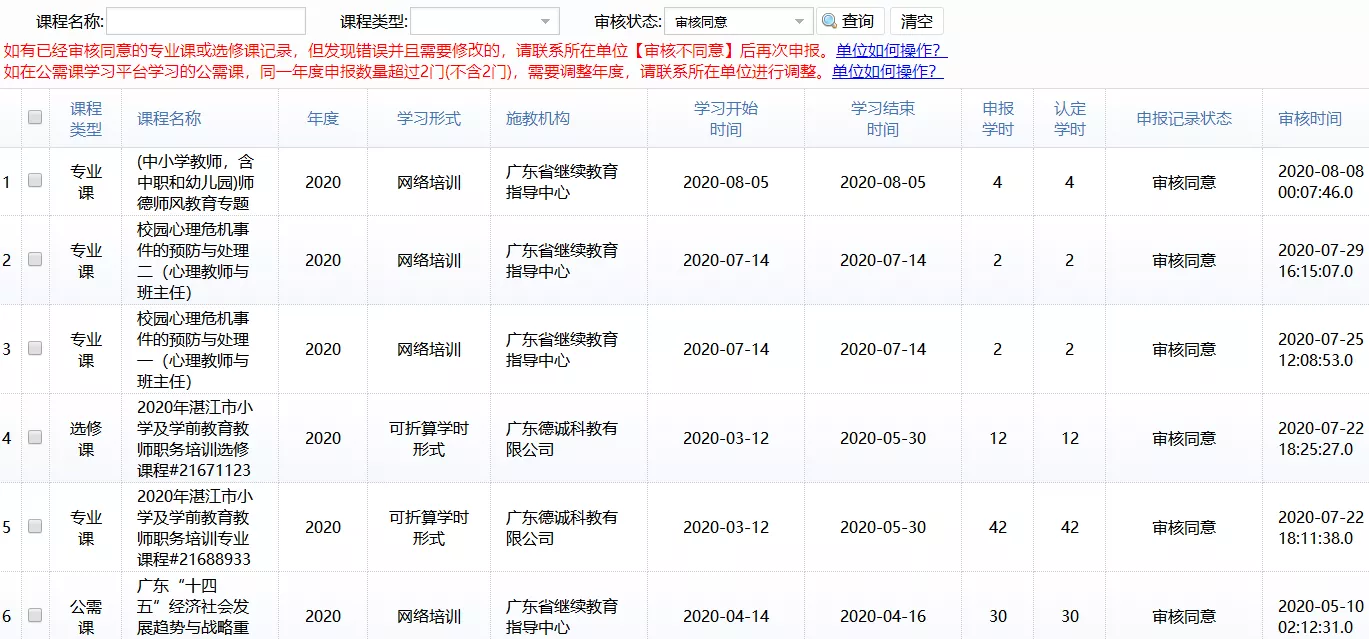 课程名称: 课程类型: 审核状态: 审核同意 查询 清空
如有已经审核同意的专业课或选修课记录，但发现错误并且需要修改的，请联系所在单位【审核不同意】后再次申报。单位如何操作？
如在公需课学习平台学习的公需课，同一年度申报数量超过2门(不含2门)，需要调整年度，请联系所在单位进行调整。单位如何操作？
课程类型 课程名称 年度 学习形式 施教机构 学习开始时间 学习结束时间 申报学时 认定学时 申报记录状态 审核时间
1 专业课 (中小学教师，含中职和幼儿园)师德师风教育专题 2020 网络培训 广东省继续教育指导中心 2020-08-05 2020-08-05 4 4 审核同意 2020-08-08 00:07:46.0
2 专业课 校园心理危机事件的预防与处理二（心理教师与班主任） 2020 网络培训 广东省继续教育指导中心 2020-07-14 2020-07-14 2 2 审核同意 2020-07-29 16:15:07.0
3 专业课 校园心理危机事件的预防与处理一（心理教师与班主任） 2020 网络培训 广东省继续教育指导中心 2020-07-14 2020-07-14 2 2 审核同意 2020-07-25 12:08:53.0
4 选修课 2020年湛江市小学及学前教育教师职务培训选修课程#21671123 2020 可折算学时形式 广东德诚科教有限公司 2020-03-12 2020-05-30 12 12 审核同意 2020-07-22 18:25:27.0
5 专业课 2020年湛江市小学及学前教育教师职务培训专业课程#21688933 2020 可折算学时形式 广东德诚科教有限公司 2020-03-12 2020-05-30 42 42 审核同意 2020-07-22 18:11:38.0
6 公需课 广东“十四五”经济社会发展趋势与战略重 2020 网络培训 广东省继续教育指导中心 2020-04-14 2020-04-16 30 30 审核同意 2020-05-10 02:12:31.0